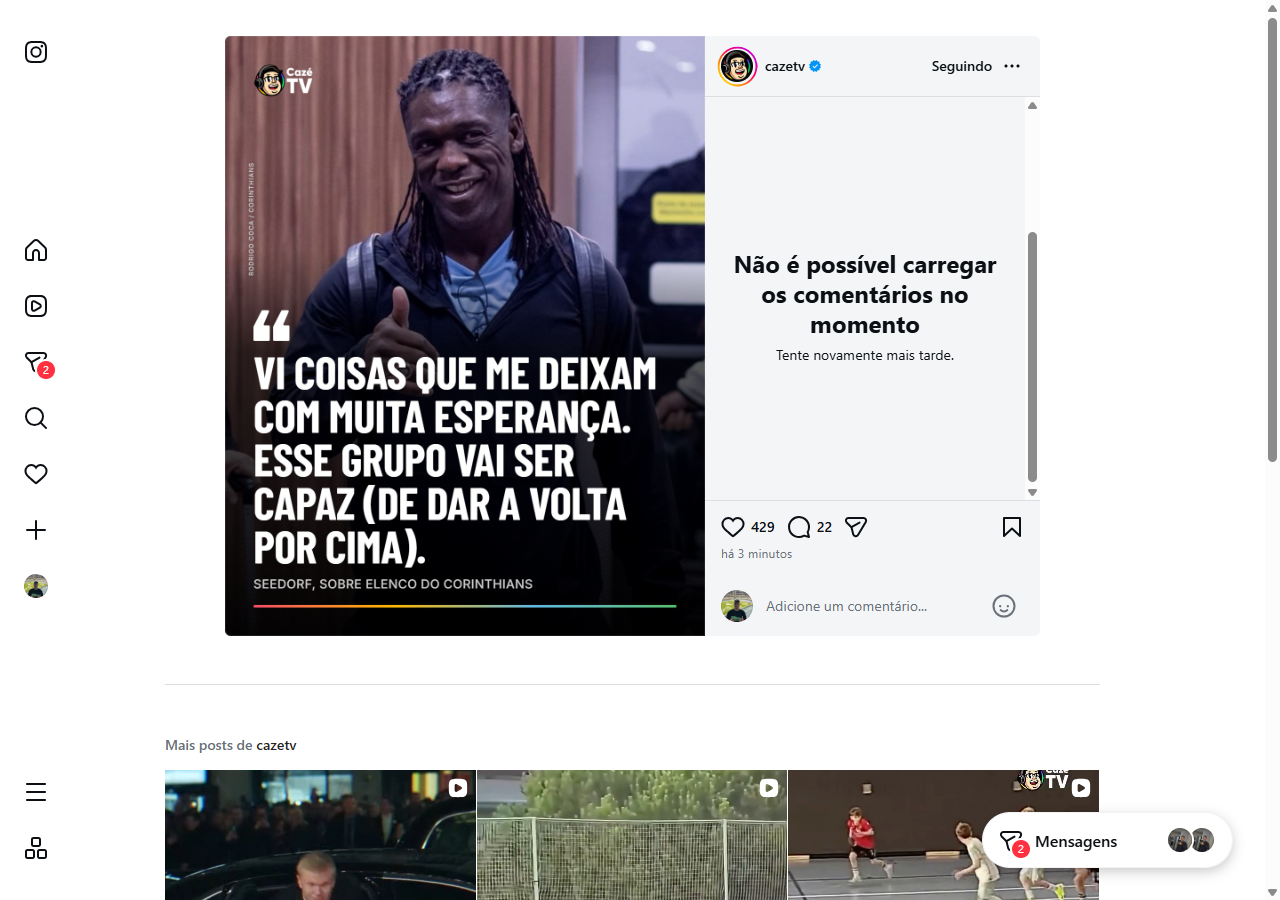 Cazé
TV
RODRIGO COCA / CORINTHIANS
❝
VI COISAS QUE ME DEIXAM
COM MUITA ESPERANÇA.
ESSE GRUPO VAI SER
CAPAZ (DE DAR A VOLTA
POR CIMA).
SEEDORF, SOBRE ELENCO DO CORINTHIANS
cazetv
Seguindo
Não é possível carregar
os comentários no
momento
Tente novamente mais tarde.
429
22
há 3 minutos
Adicione um comentário...
2
Mais posts de cazetv
Cazé
TV
2
Mensagens